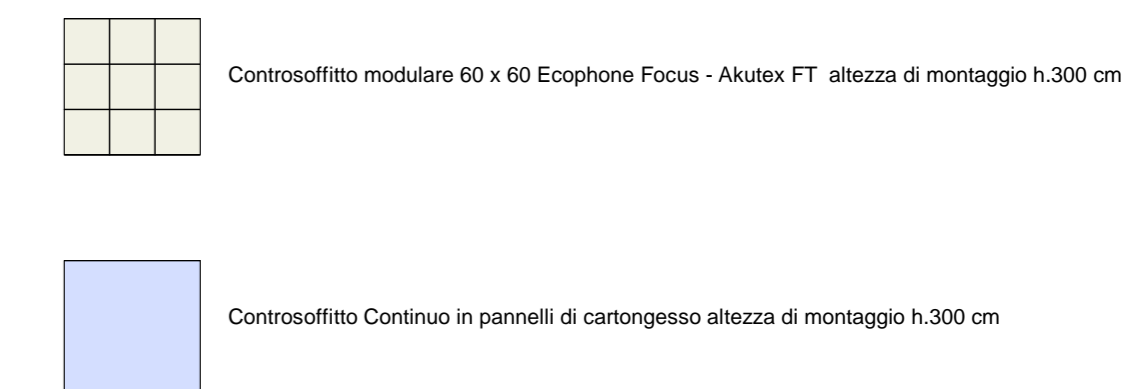 Controsoffitto modulare 60 x 60 Ecophone Focus - Akutex FT altezza di montaggio h.300 cm
Controsoffitto Continuo in pannelli di cartongesso altezza di montaggio h.300 cm